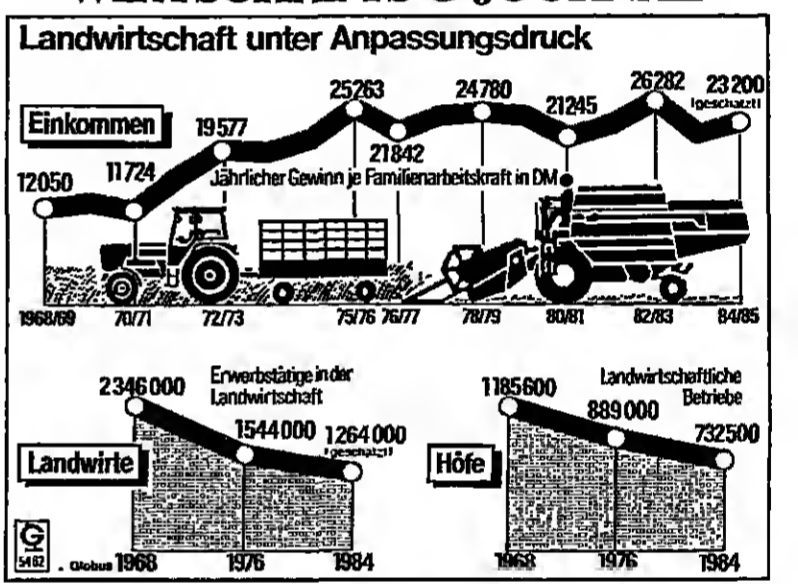 Landwirtschaft unter Anpassungsdruck
Einkommen
12050
11724
19577
25263
21842
24780
21245
26282
23200
(geschätzt)
Jährlicher Gewinn je Familienarbeitskraft in DM
1968/69 70/71 72/73 75/76 76/77 78/79 80/81 82/83 84/85
Landwirte
Erwerbstätige in der
Landwirtschaft
2346000
1544000
1264000
(geschätzt)
1968 1976 1984
Höfe
Landwirtschaftliche
Betriebe
1185600
889000
732500
1968 1976 1984
G
5462
Globus